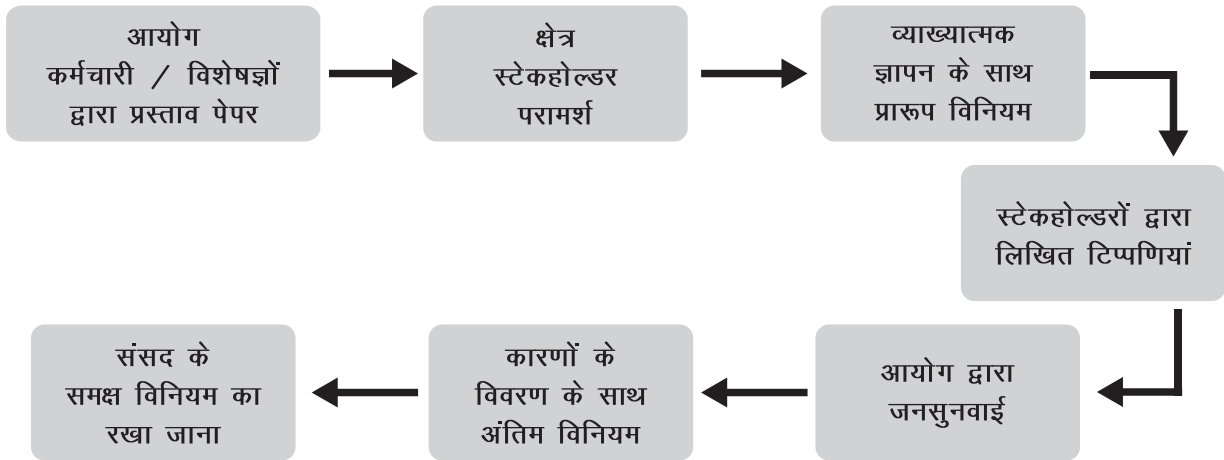 आयोग
कर्मचारी / विशेषज्ञों
द्वारा प्रस्ताव पेपर
क्षेत्र
स्टेकहोल्डर
परामर्श
व्याख्यात्मक
ज्ञापन के साथ
प्रारूप विनियम
स्टेकहोल्डरों द्वारा
लिखित टिप्पणियां
आयोग द्वारा
जनसुनवाई
कारणों के
विवरण के साथ
अंतिम विनियम
संसद के
समक्ष विनियम का
रखा जाना